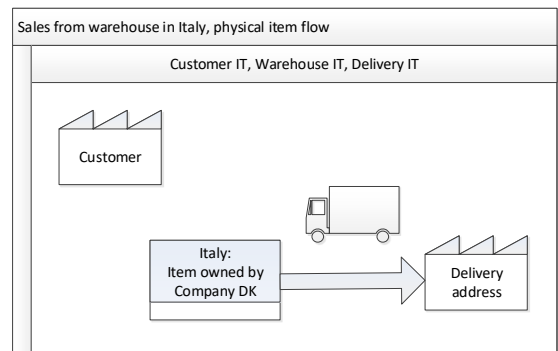 Sales from warehouse in Italy, physical item flow
Customer IT, Warehouse IT, Delivery IT
Customer
Italy:
Item owned by
Company DK
Delivery
address